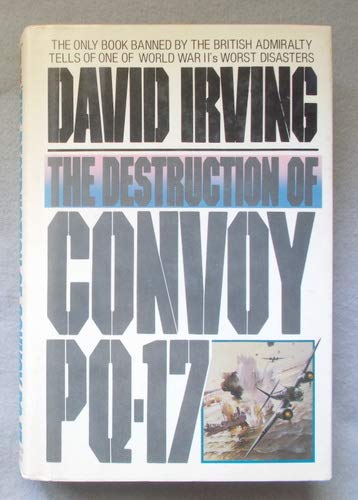 THE ONLY BOOK BANNED BY THE BRITISH ADMIRALTY
TELLS OF ONE OF WORLD WAR II's WORST DISASTERS
DAVID IRVING
THE DESTRUCTION OF
CONVOY
PQ-17